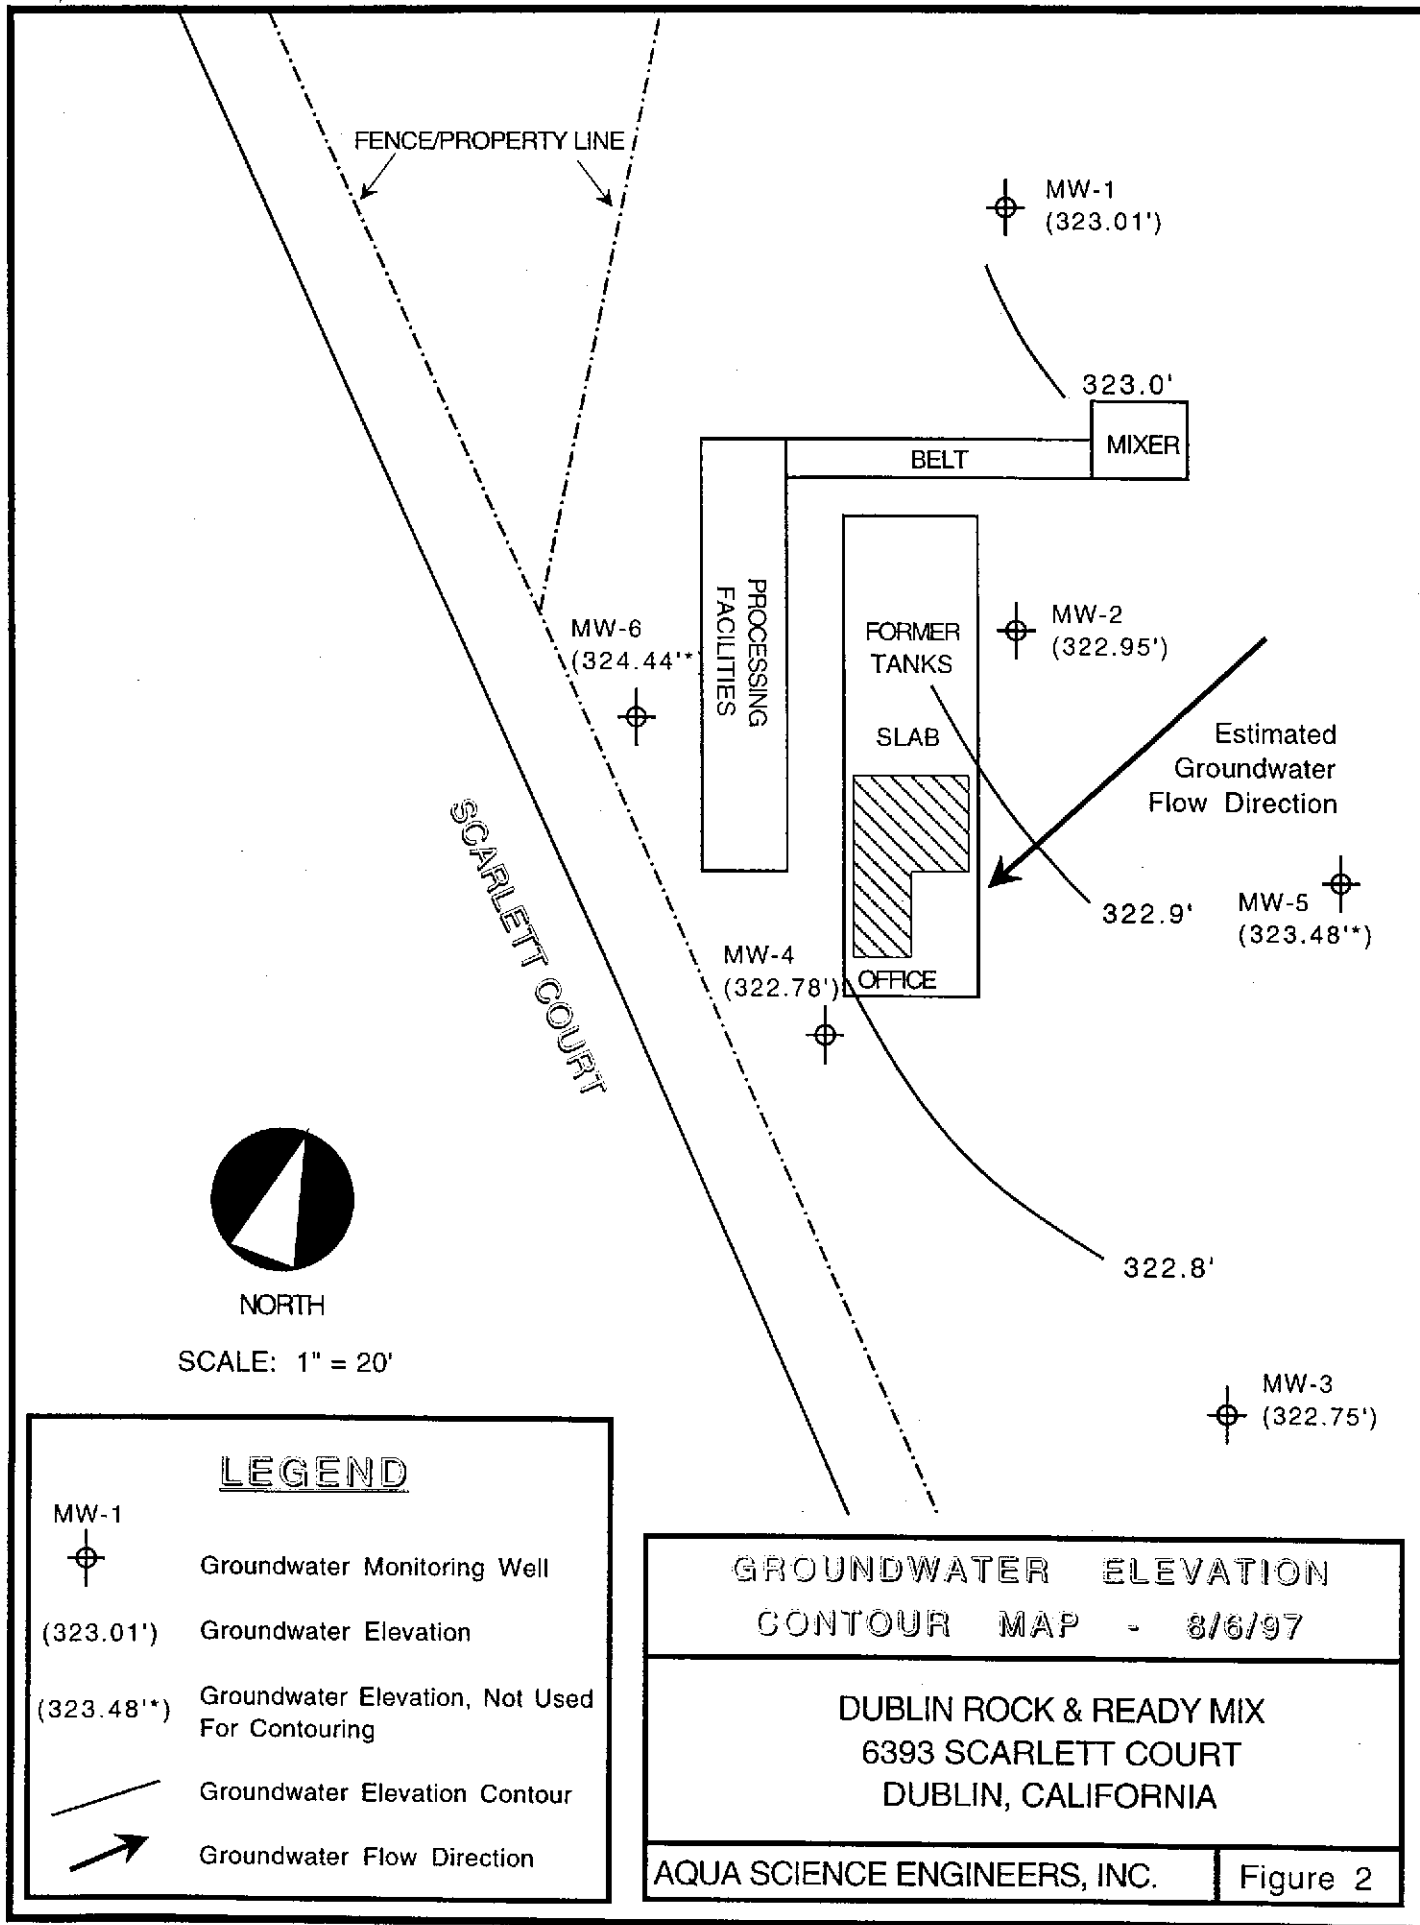 FENCE/PROPERTY LINE
MW-1
(323.01')
323.0'
MIXER
BELT
PROCESSING
FACILITIES
FORMER
TANKS
SLAB
MW-2
(322.95')
MW-6
(324.44'*
Estimated
Groundwater
Flow Direction
SCARLETT COURT
322.9'
MW-5
(323.48'*)
MW-4
(322.78')
OFFICE
322.8'
NORTH
SCALE: 1" = 20'
MW-3
(322.75')
LEGEND
MW-1
Groundwater Monitoring Well
(323.01') Groundwater Elevation
(323.48'*) Groundwater Elevation, Not Used
For Contouring
Groundwater Elevation Contour
Groundwater Flow Direction
GROUNDWATER ELEVATION
CONTOUR MAP - 8/6/97
DUBLIN ROCK & READY MIX
6393 SCARLETT COURT
DUBLIN, CALIFORNIA
AQUA SCIENCE ENGINEERS, INC.
Figure 2